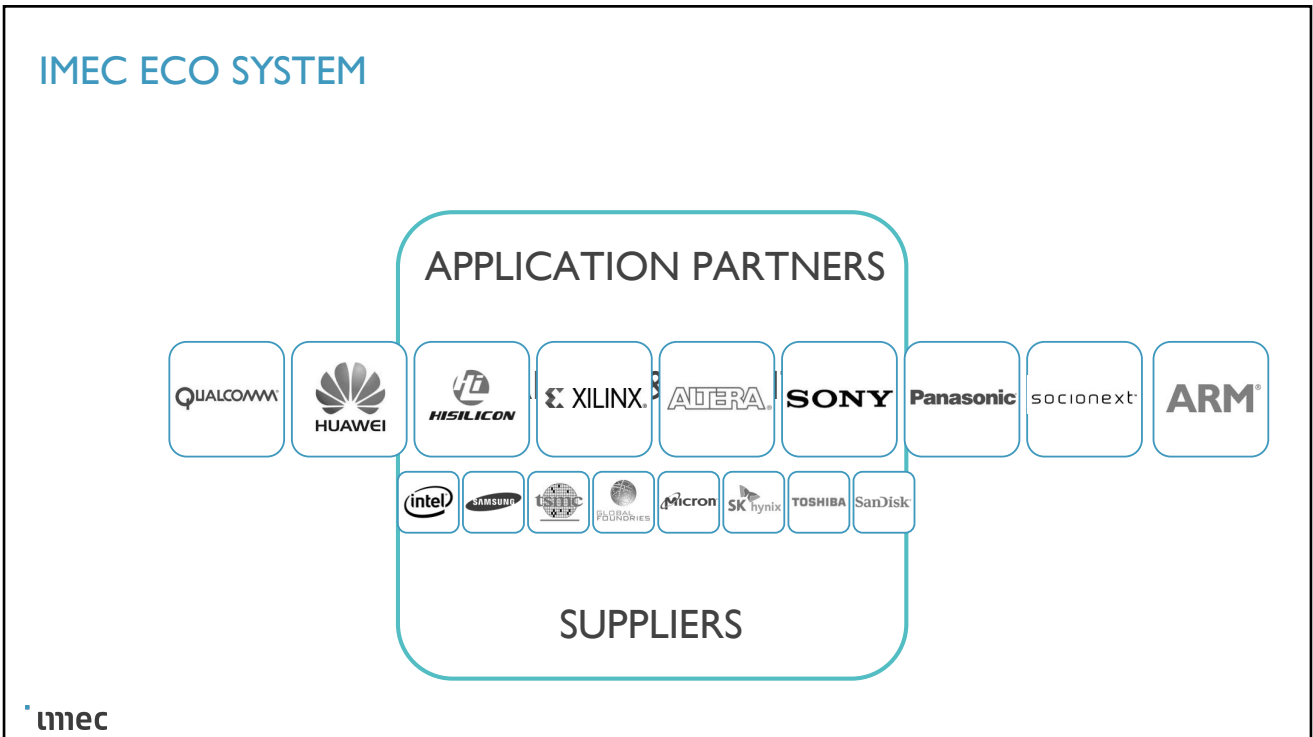 IMEC ECO SYSTEM
APPLICATION PARTNERS
QUALCOMM
HUAWEI
Hi
HISILICON
XILINX
ALTERA
SONY
Panasonic
socionext
ARM
intel
SAMSUNG
tsmc
GLOBAL
FOUNDRIES
Micron
SK hynix
TOSHIBA
SanDisk
SUPPLIERS
imec